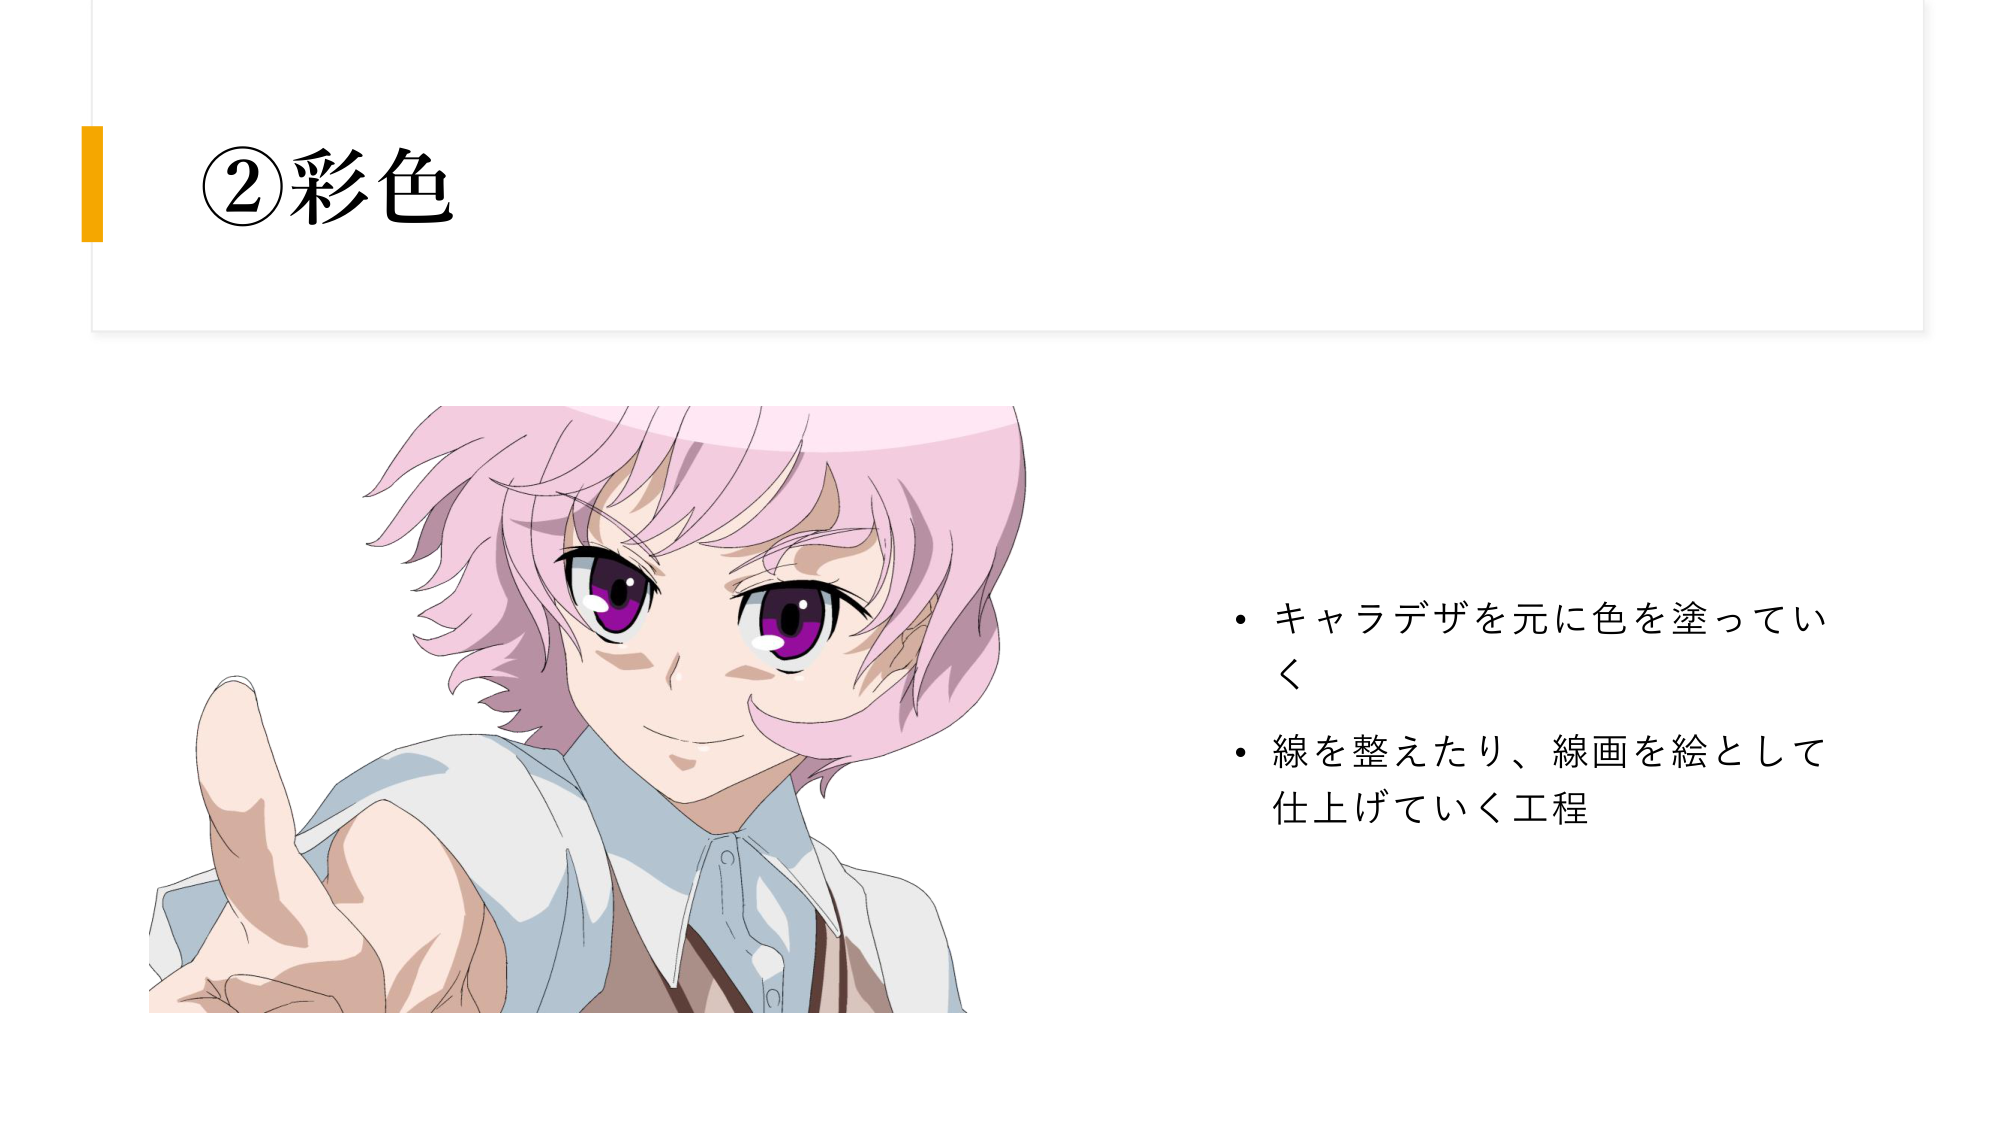 ②彩色
• キャラデザを元に色を塗ってい
く
• 線を整えたり、線画を絵として
仕上げていく工程